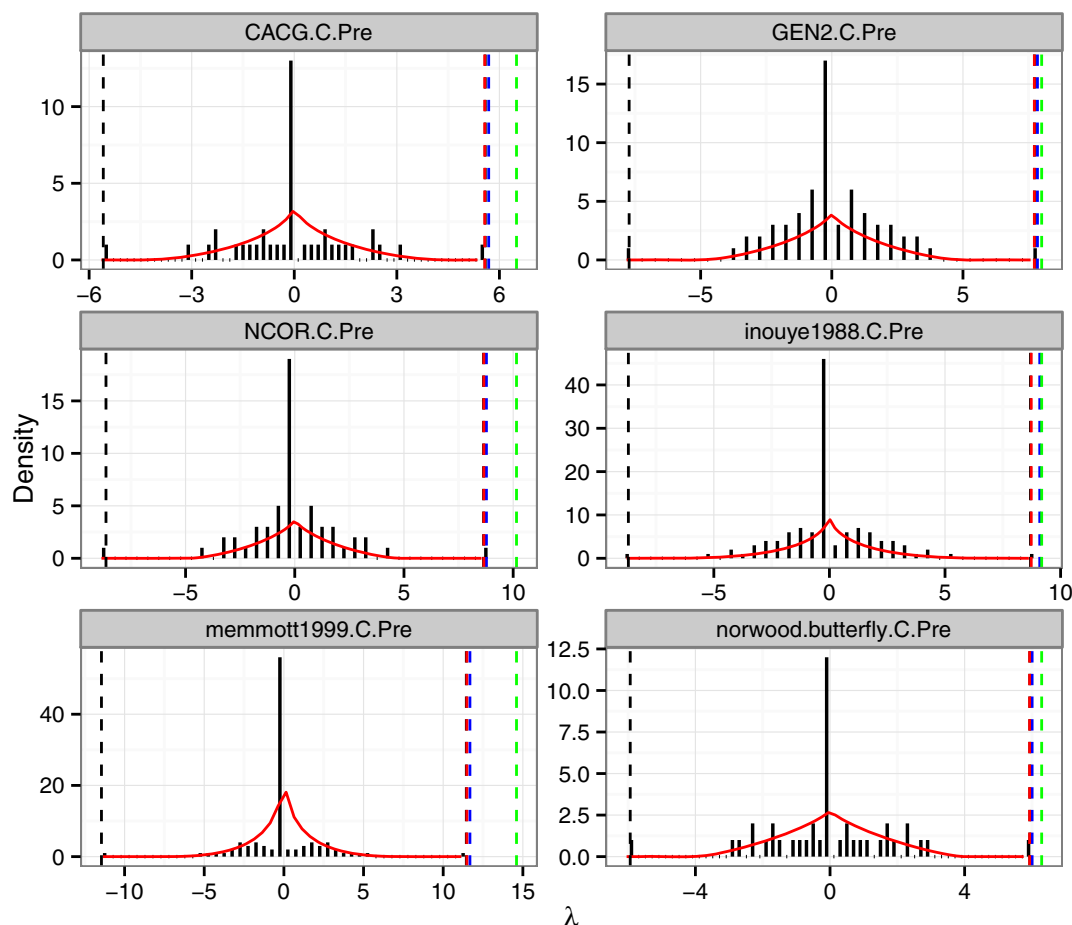 CACG.C.Pre
GEN2.C.Pre
10
5
0
−6 −3 0 3 6
15
10
5
0
−5 0 5
NCOR.C.Pre
inouye1988.C.Pre
Density
15
10
5
0
−5 0 5 10
40
30
20
10
0
−5 0 5 10
memmott1999.C.Pre
norwood.butterfly.C.Pre
40
20
0
−10 −5 0 5 10 15
12.5
10.0
7.5
5.0
2.5
0.0
−4 0 4
λ